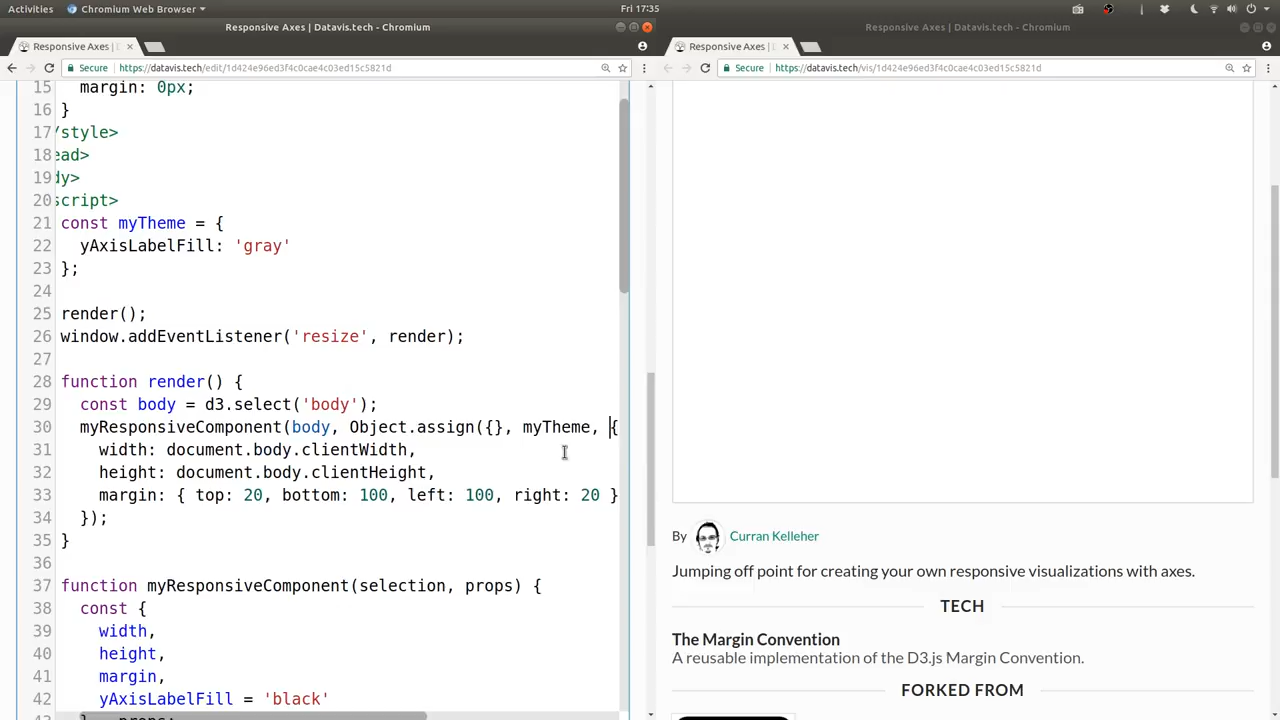 Activities Chromium Web Browser Fri 17:35
Responsive Axes | Datavis.tech - Chromium
Responsive Axes | D
Secure https://datavis.tech/edit/1d424e96ed3f4c0cae4c03ed15c5821d
15 margin: 0px;
16 }
17 /style>
18 ead>
19 dy>
20 script>
21 const myTheme = {
22 yAxisLabelFill: 'gray'
23 };
24
25 render();
26 window.addEventListener('resize', render);
27
28 function render() {
29 const body = d3.select('body');
30 myResponsiveComponent(body, Object.assign({}, myTheme, {
31 width: document.body.clientWidth,
32 height: document.body.clientHeight,
33 margin: { top: 20, bottom: 100, left: 100, right: 20 }
34 });
35 }
36
37 function myResponsiveComponent(selection, props) {
38 const {
39 width,
40 height,
41 margin,
42 yAxisLabelFill = 'black'
43 } = props;
Responsive Axes | Datavis.tech - Chromium
Responsive Axes | D
Secure https://datavis.tech/vis/1d424e96ed3f4c0cae4c03ed15c5821d
By Curran Kelleher
Jumping off point for creating your own responsive visualizations with axes.
TECH
The Margin Convention
A reusable implementation of the D3.js Margin Convention.
FORKED FROM